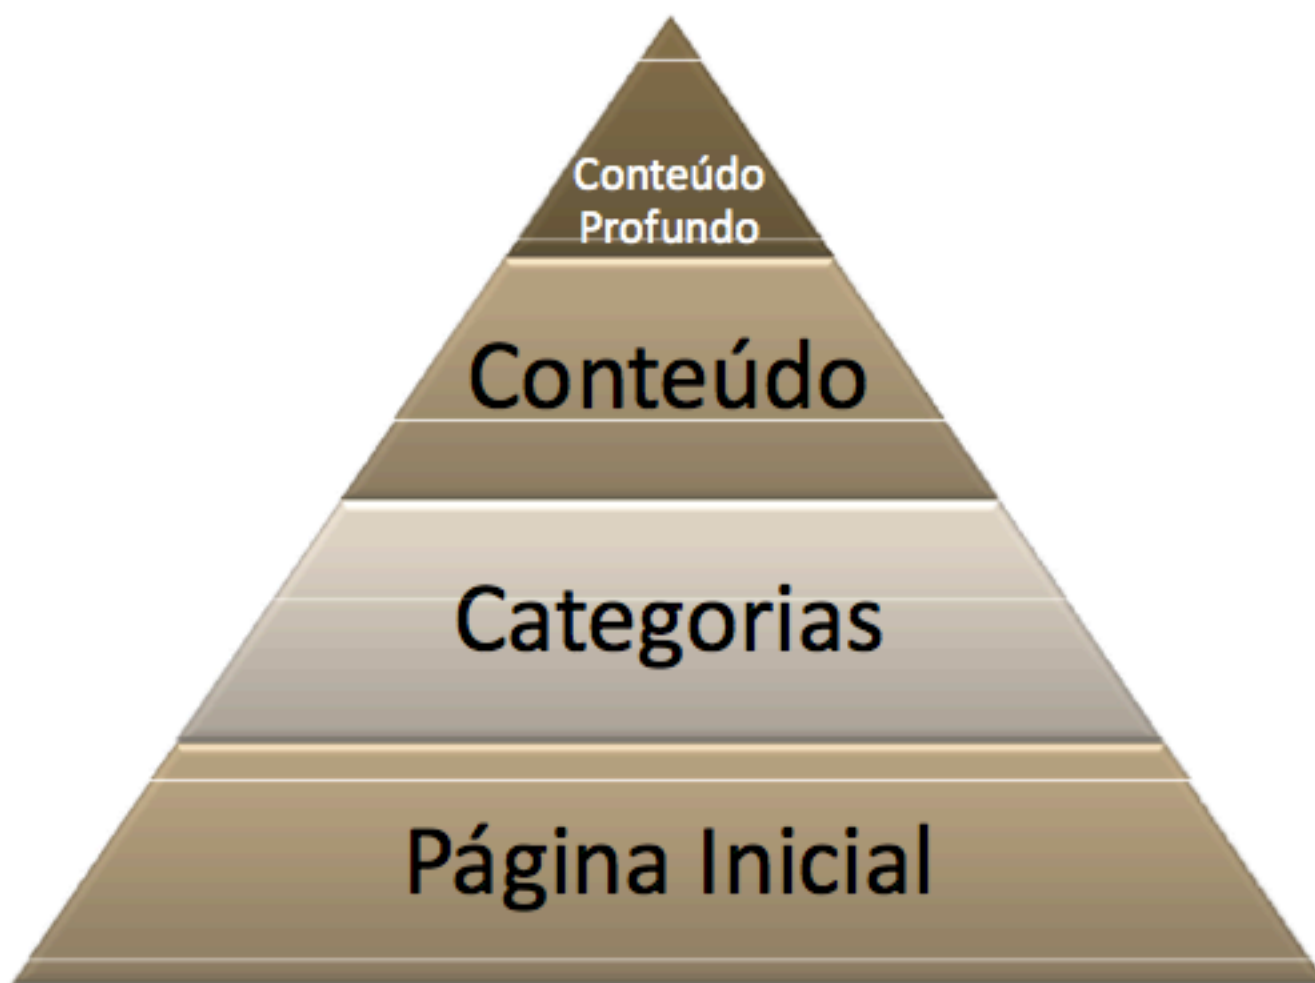 Conteúdo
Profundo
Conteúdo
Categorias
Página Inicial